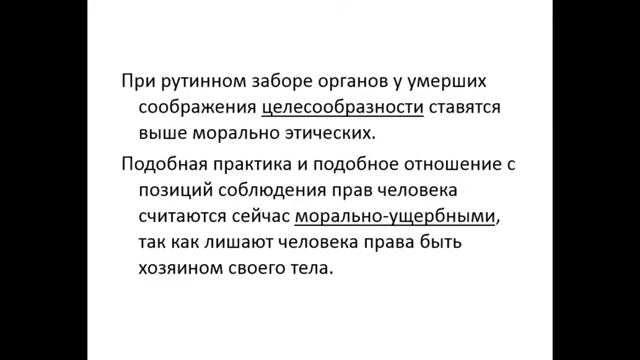 При рутинном заборе органов у умерших
соображения целесообразности ставятся
выше морально этических.
Подобная практика и подобное отношение с
позиций соблюдения прав человека
считаются сейчас морально-ущербными,
так как лишают человека права быть
хозяином своего тела.